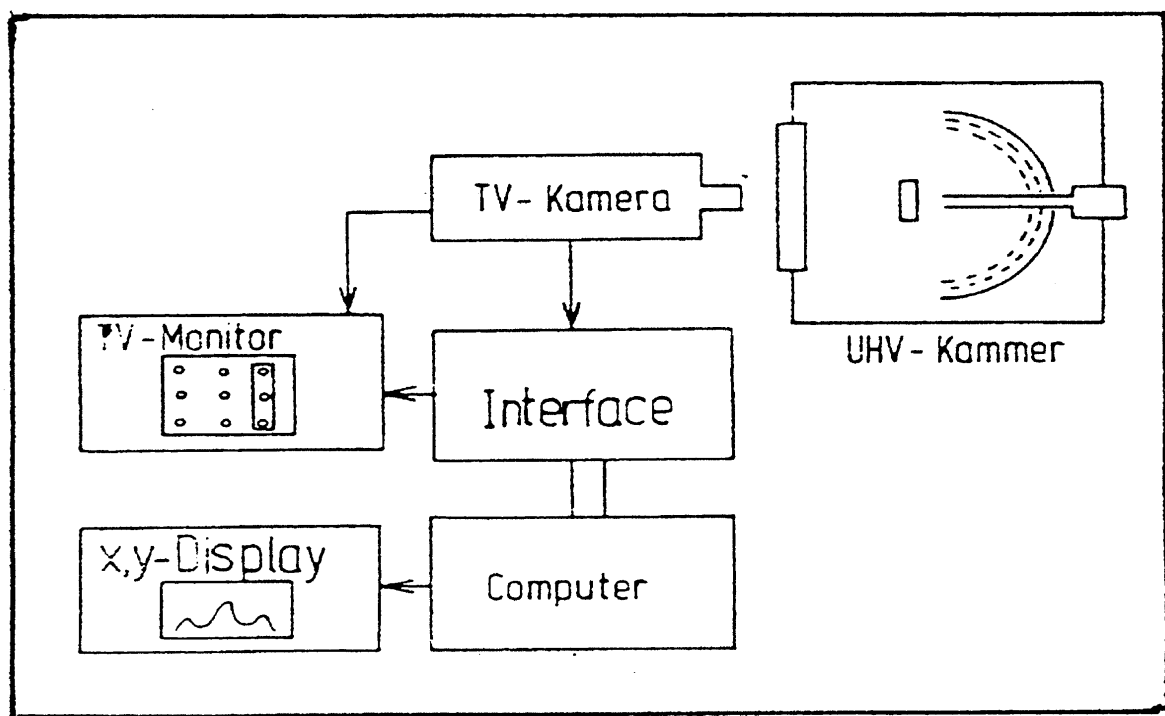 TV-Kamera
UHV-Kammer
TV-Monitor
Interface
x,y-Display
Computer